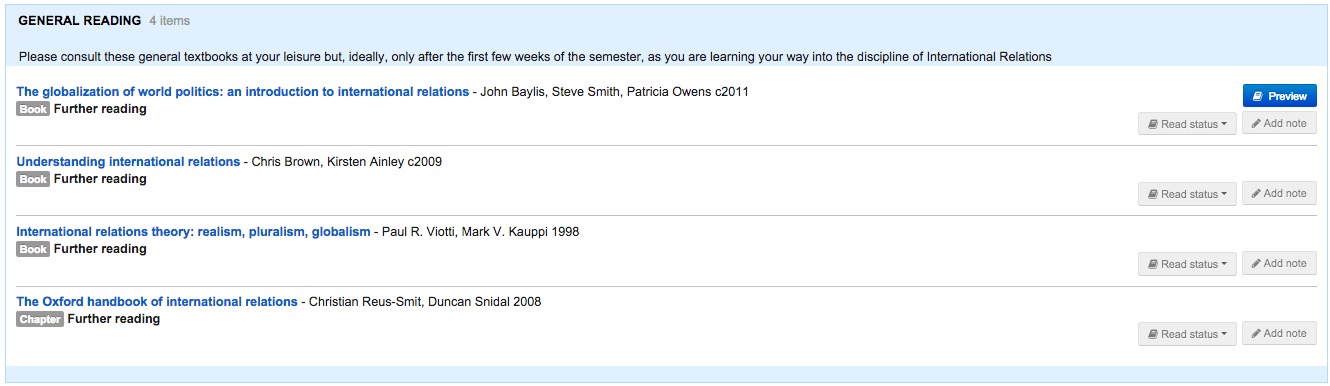 GENERAL READING 4 items
Please consult these general textbooks at your leisure but, ideally, only after the first few weeks of the semester, as you are learning your way into the discipline of International Relations
The globalization of world politics: an introduction to international relations - John Baylis, Steve Smith, Patricia Owens c2011
Preview
Book Further reading
Read status Add note
Understanding international relations - Chris Brown, Kirsten Ainley c2009
Book Further reading
Read status Add note
International relations theory: realism, pluralism, globalism - Paul R. Viotti, Mark V. Kauppi 1998
Book Further reading
Read status Add note
The Oxford handbook of international relations - Christian Reus-Smit, Duncan Snidal 2008
Chapter Further reading
Read status Add note